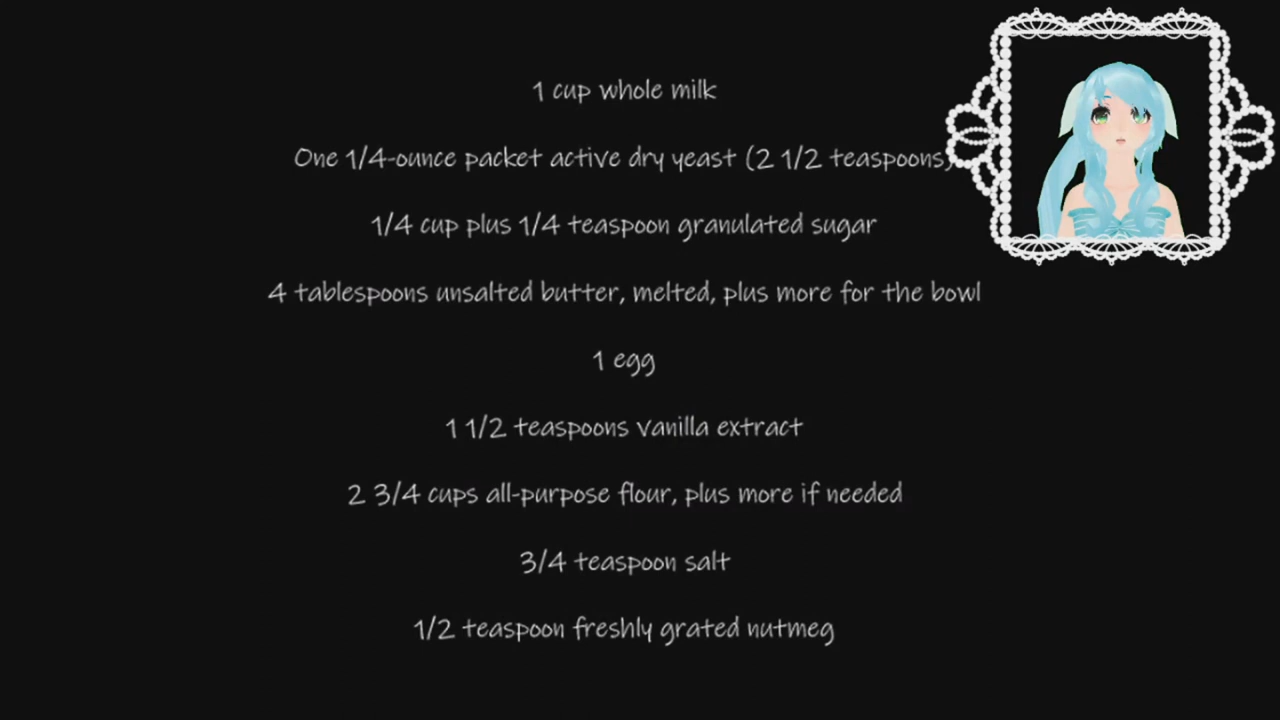 1 cup whole milk
One 1/4-ounce packet active dry yeast (2 1/2 teaspoons)
1/4 cup plus 1/4 teaspoon granulated sugar
4 tablespoons unsalted butter, melted, plus more for the bowl
1 egg
1 1/2 teaspoons vanilla extract
2 3/4 cups all-purpose flour, plus more if needed
3/4 teaspoon salt
1/2 teaspoon freshly grated nutmeg